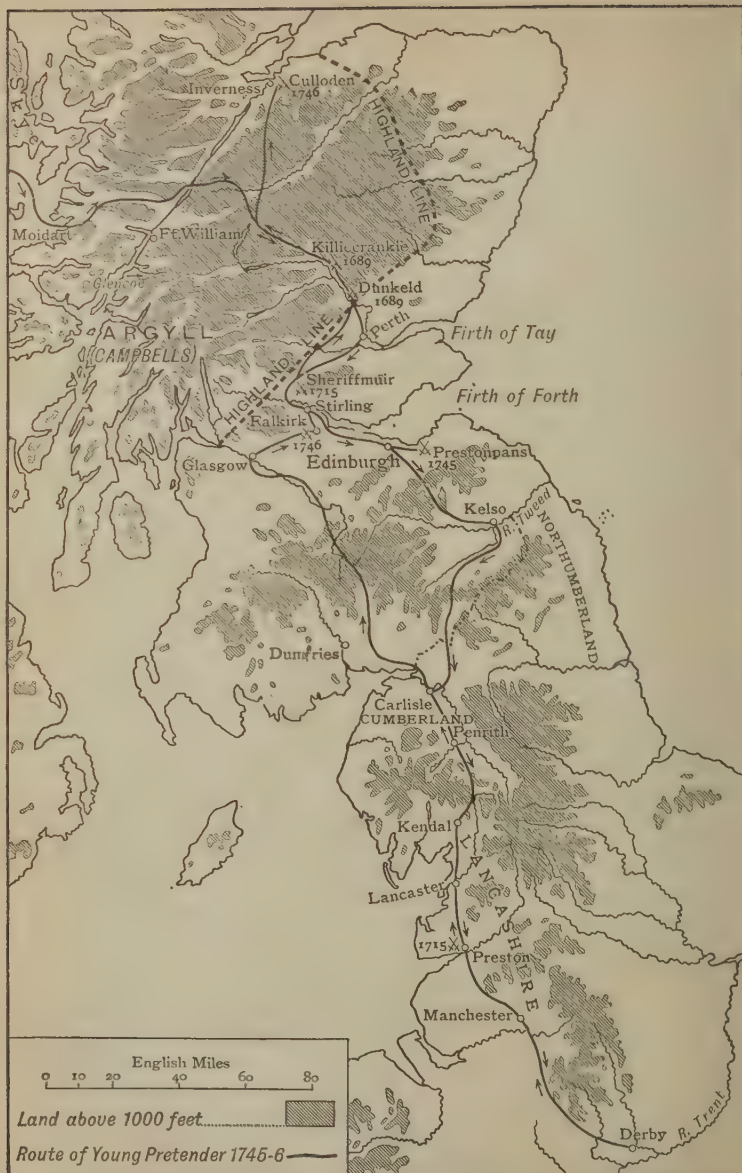 SKYE
Inverness
Culloden
1746
HIGHLAND LINE
Moidart
Ft. William
Killiecrankie
1689
Glencoe
Dunkeld
1689
ARGYLL
(CAMPBELLS)
HIGHLAND LINE
Perth
Firth of Tay
Sheriffmuir
1715
Stirling
Firth of Forth
Falkirk
1746
Glasgow
Edinburgh
Prestonpans
1745
Kelso
R. Tweed
NORTHUMBERLAND
Dumfries
Carlisle
CUMBERLAND
Penrith
Kendal
LANCASHIRE
Lancaster
1715
Preston
Manchester
Derby
R. Trent
English Miles
0 10 20 40 60 80
Land above 1000 feet
Route of Young Pretender 1745-6